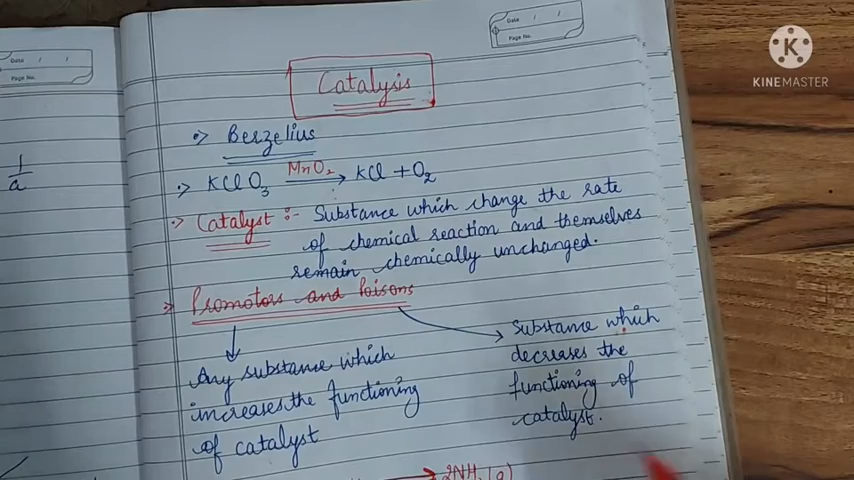 Date / /
Page No.
Date / /
Page No.
K
KINEMASTER
Catalysis
Berzelius
KClO3 MnO2 → KCl + O2
1/a
Catalyst :- Substance which change the rate
of chemical reaction and themselves
remain chemically unchanged.
Promotors and Poisons
Any substance which
increases the functioning
of catalyst
Substance which
decreases the
functioning of
catalyst.
2NH3 (g)